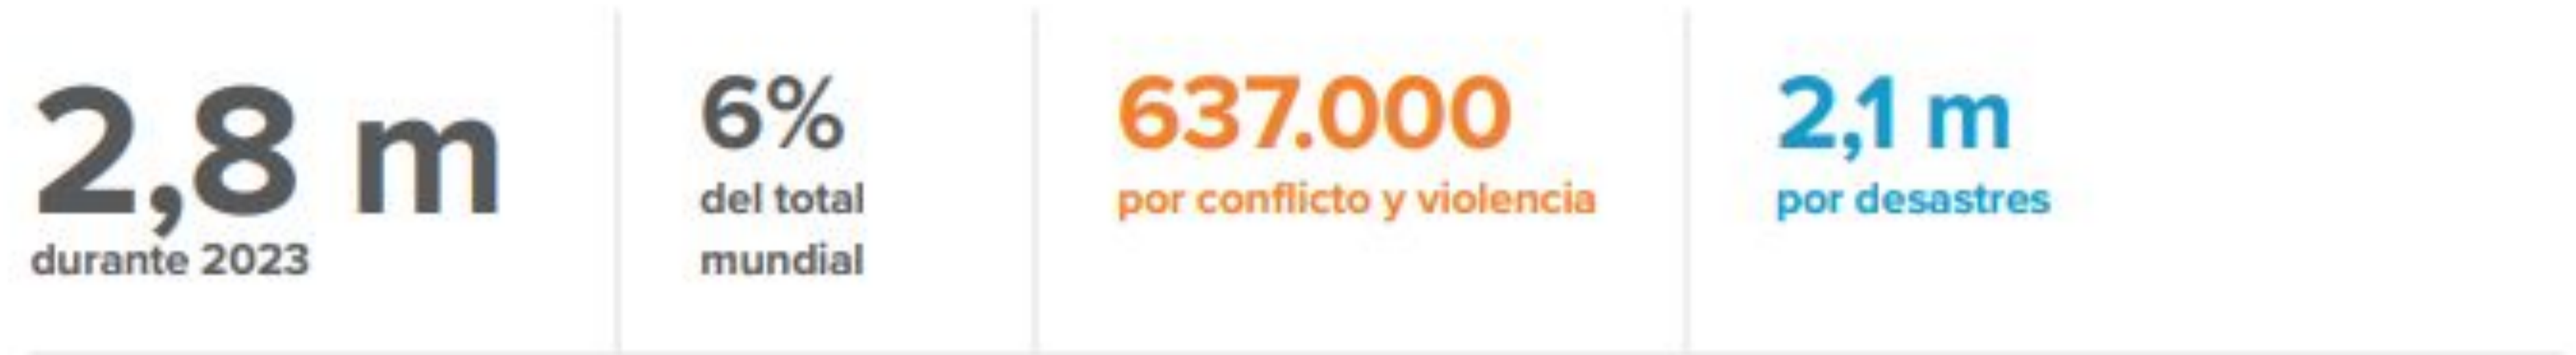 2,8 m
durante 2023
6%
del total
mundial
637.000
por conflicto y violencia
2,1 m
por desastres